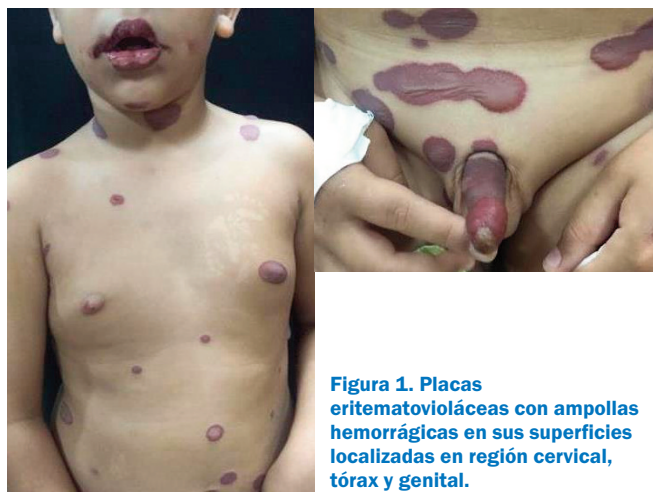 Figura 1. Placas
eritematovioláceas con ampollas
hemorrágicas en sus superficies
localizadas en región cervical,
tórax y genital.